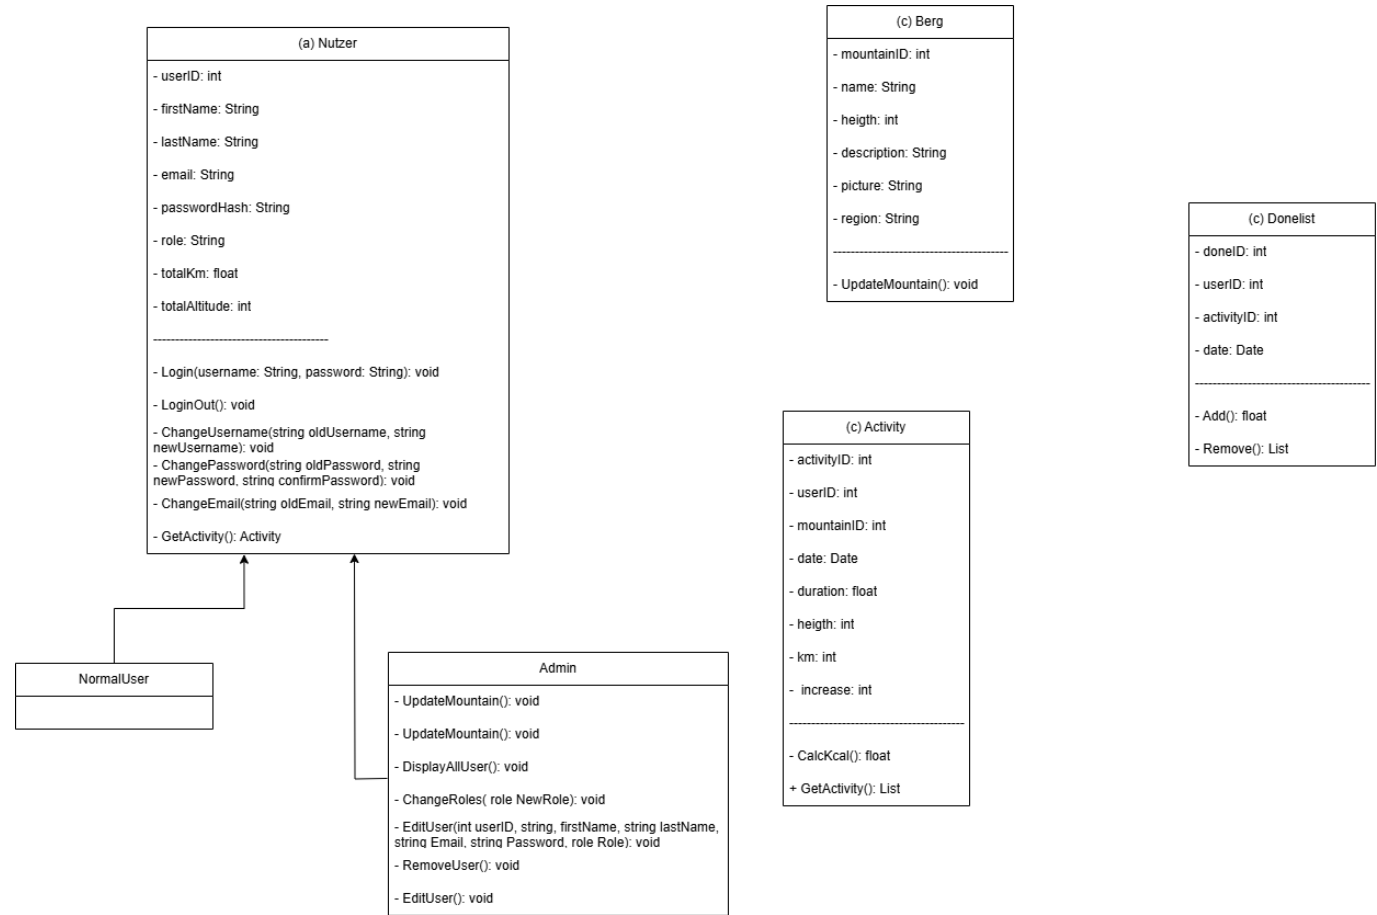 (a) Nutzer
- userID: int
- firstName: String
- lastName: String
- email: String
- passwordHash: String
- role: String
- totalKm: float
- totalAltitude: int
----------------------------------------
- Login(username: String, password: String): void
- LoginOut(): void
- ChangeUsername(string oldUsername, string
newUsername): void
- ChangePassword(string oldPassword, string
newPassword, string confirmPassword): void
- ChangeEmail(string oldEmail, string newEmail): void
- GetActivity(): Activity
NormalUser
Admin
- UpdateMountain(): void
- UpdateMountain(): void
- DisplayAllUser(): void
- ChangeRoles( role NewRole): void
- EditUser(int userID, string, firstName, string lastName,
string Email, string Password, role Role): void
- RemoveUser(): void
- EditUser(): void
(c) Berg
- mountainID: int
- name: String
- heigth: int
- description: String
- picture: String
- region: String
----------------------------------------
- UpdateMountain(): void
(c) Activity
- activityID: int
- userID: int
- mountainID: int
- date: Date
- duration: float
- heigth: int
- km: int
- increase: int
----------------------------------------
- CalcKcal(): float
+ GetActivity(): List
(c) Donelist
- doneID: int
- userID: int
- activityID: int
- date: Date
----------------------------------------
- Add(): float
- Remove(): List